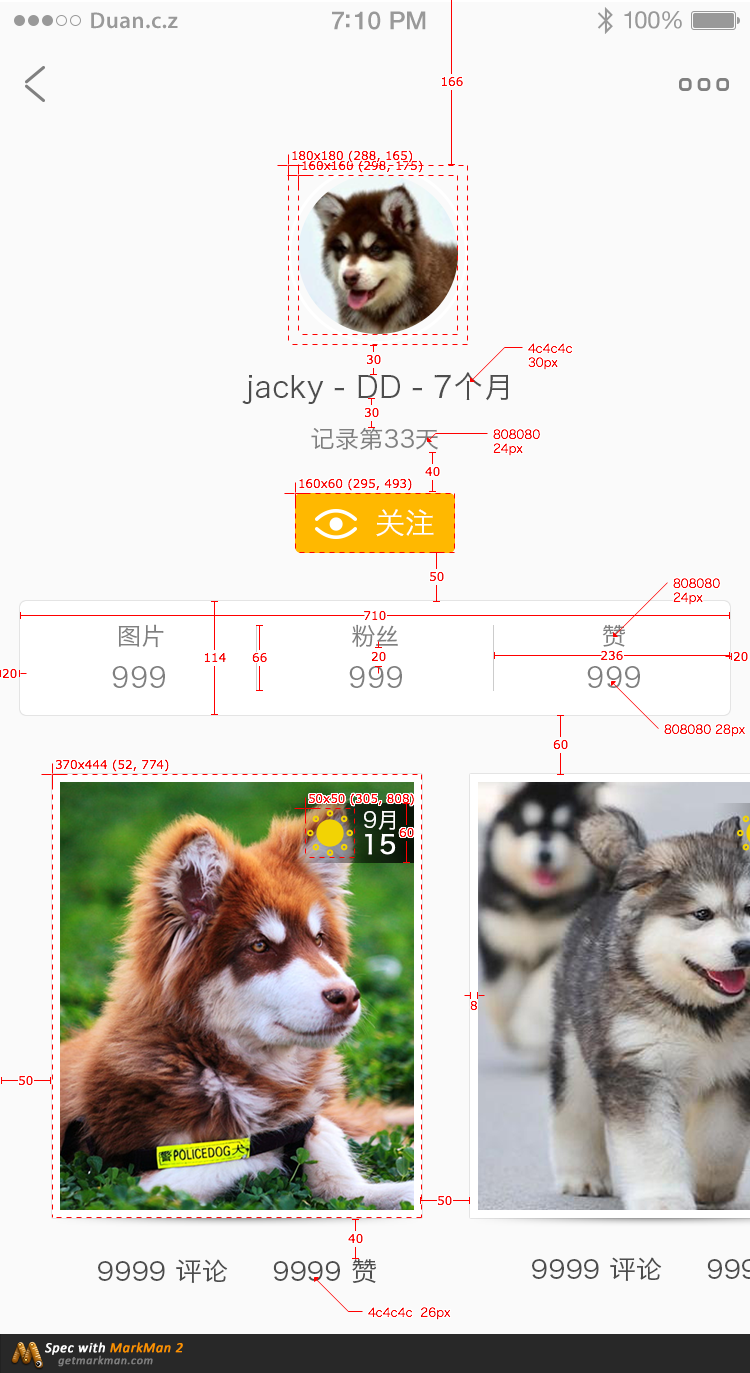 Duan.c.z 7:10 PM 100%
166
180x180 (288, 165)
160x160 (298, 175)
30
4c4c4c
30px
jacky - DD - 7个月
30
记录第33天
808080
24px
40
160x60 (295, 493)
关注
50
808080
24px
710
图片 粉丝 赞
114 66 20 236 20
20
999 999 999
808080 28px
60
370x444 (52, 774)
50x50 (305, 808)
9月
60
15
8
50
警 POLICEDOG 犬
50
40
9999 评论 9999 赞 9999 评论 999
4c4c4c 26px
Spec with MarkMan 2
getmarkman.com